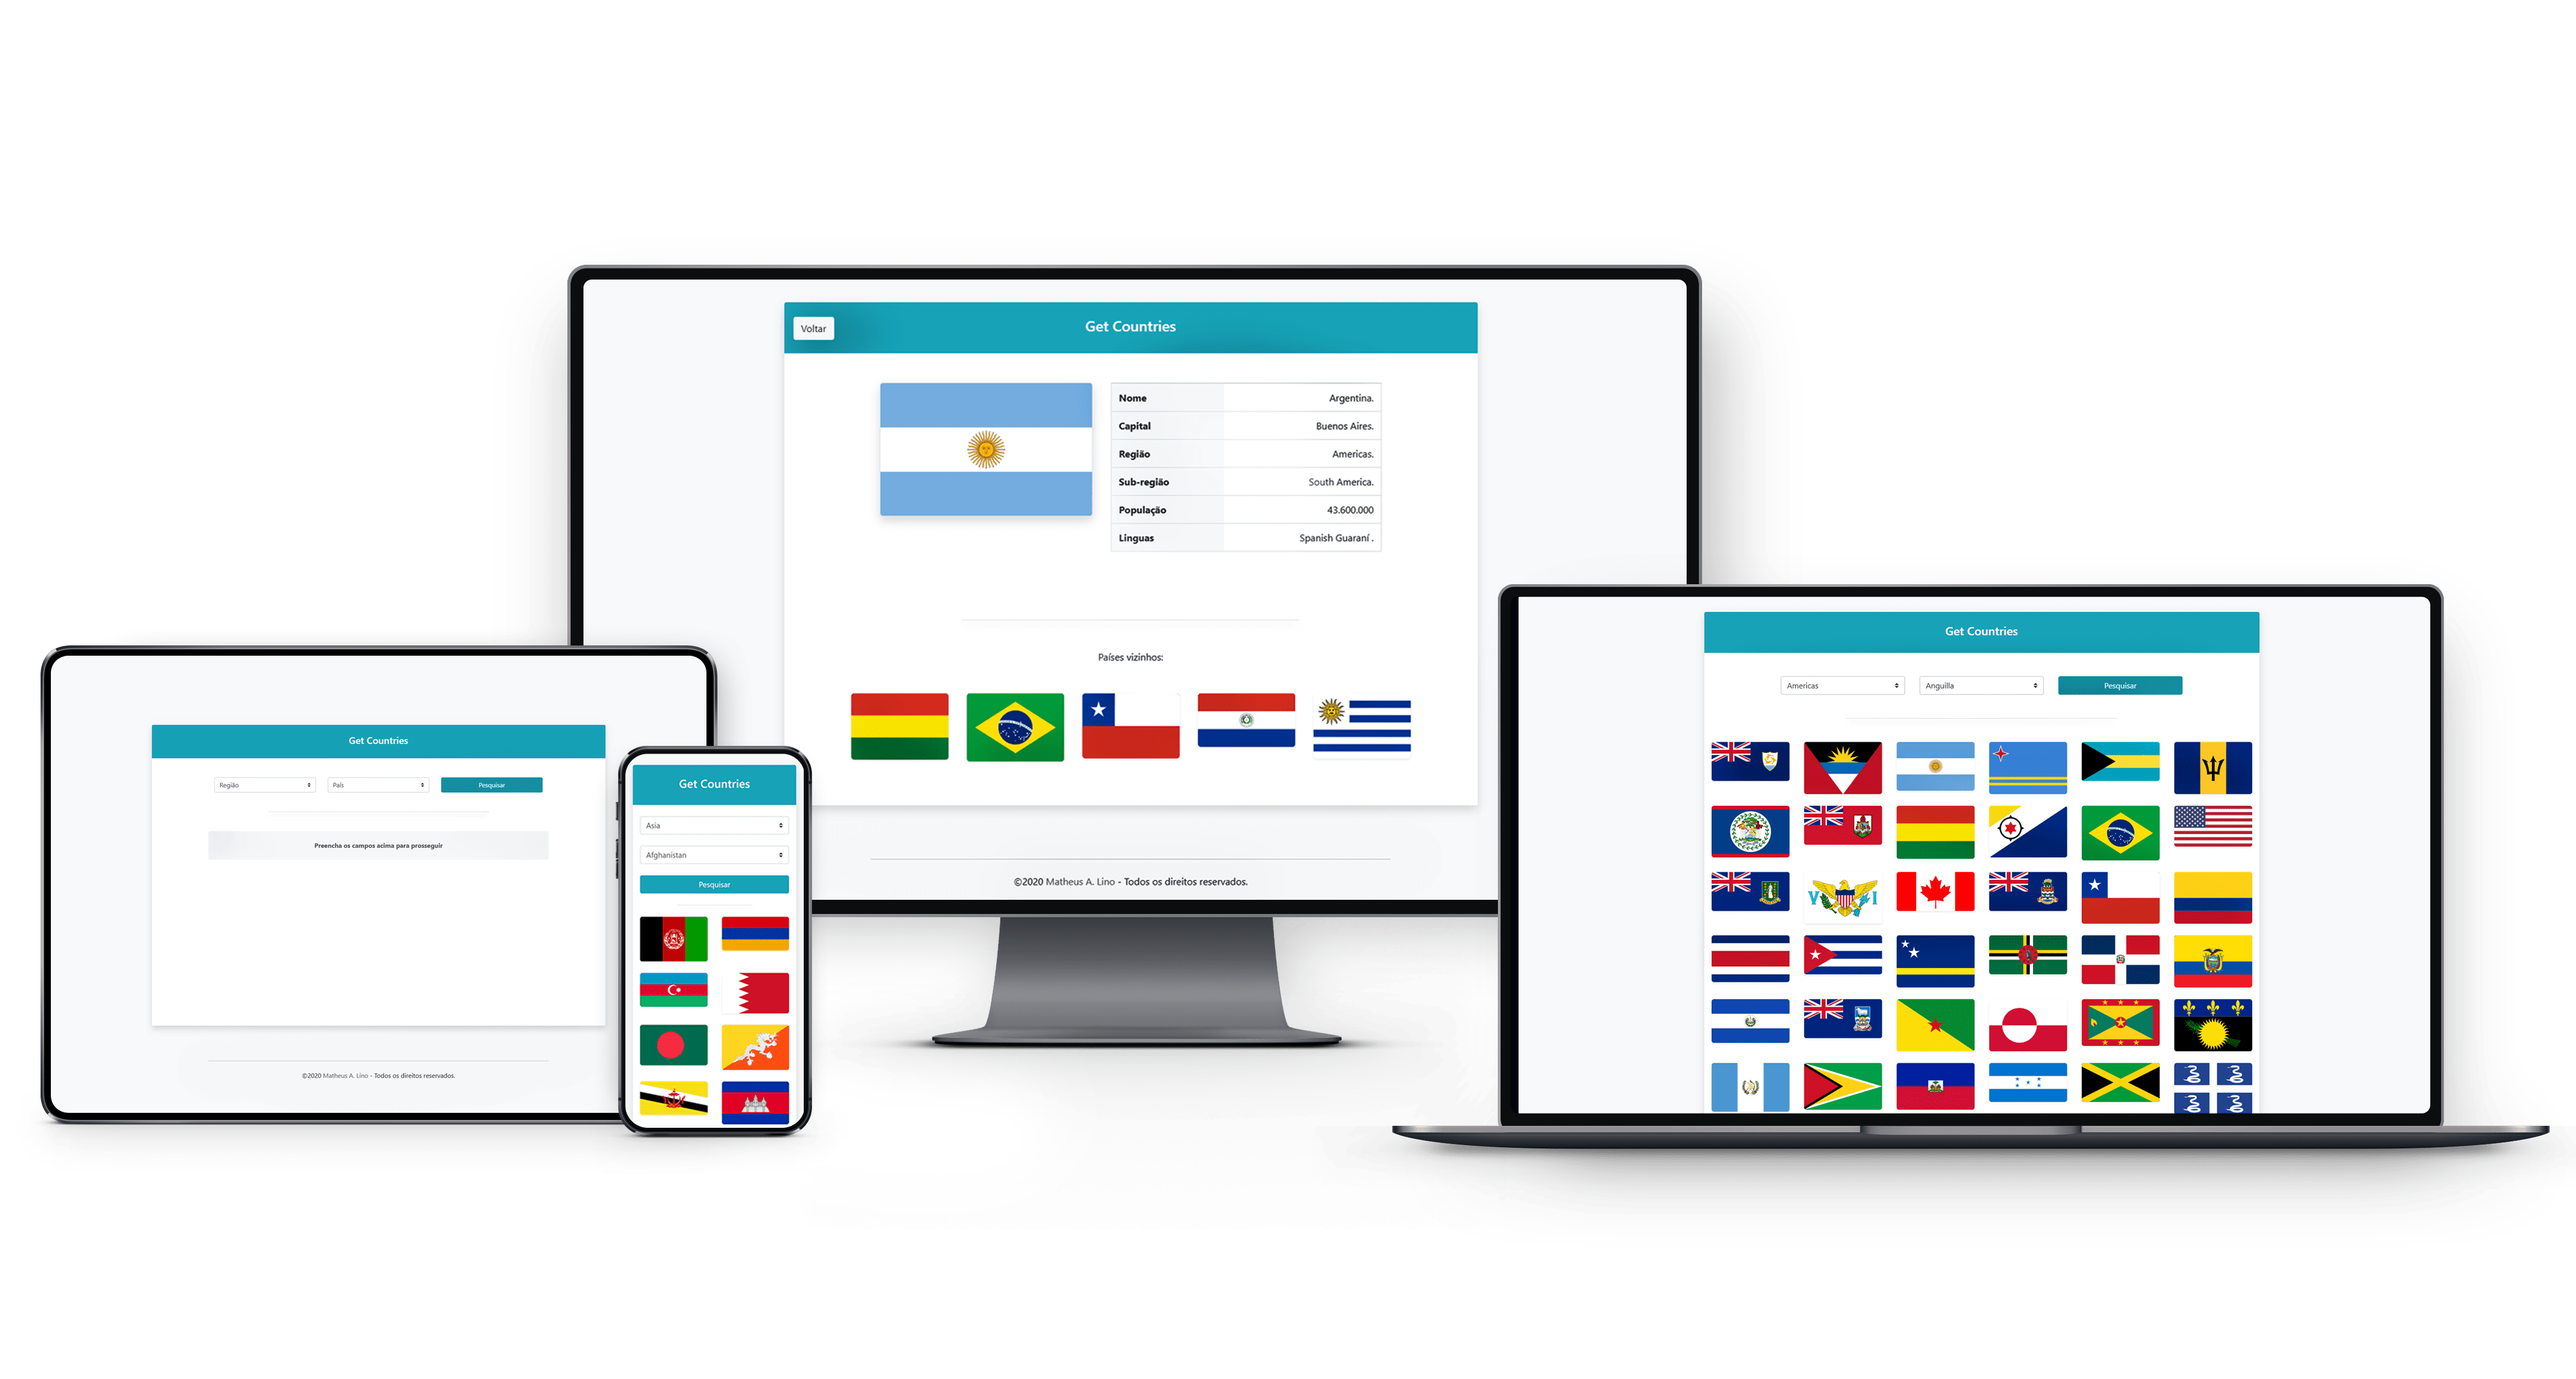 Voltar
Get Countries
Nome Argentina.
Capital Buenos Aires.
Região Americas.
Sub-região South America.
População 43.600.000
Linguas Spanish Guaraní .
Países vizinhos:
©2020 Matheus A. Lino - Todos os direitos reservados.
Get Countries
Região País Pesquisar
Preencha os campos acima para prosseguir
©2020 Matheus A. Lino - Todos os direitos reservados.
Get Countries
Asia
Afghanistan
Pesquisar
Get Countries
Americas Anguilla Pesquisar
V I